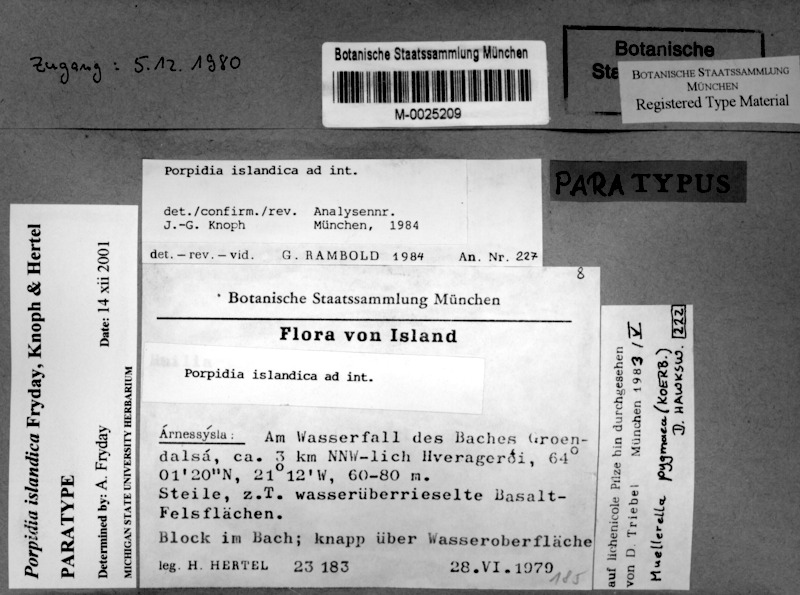 Zugang : 5.12.1980
Botanische Staatssammlung München
M-0025209
Botanische
BOTANISCHE STAATSSAMMLUNG
MÜNCHEN
Registered Type Material
PARATYPUS
Porpidia islandica ad int.
det./confirm./rev. Analysennr.
J.-G. Knoph München, 1984
det. – rev. – vid. G. RAMBOLD 1984 An. Nr. 227
8
Botanische Staatssammlung München
Flora von Island
Porpidia islandica ad int.
Árnessýsla: Am Wasserfall des Baches Groen-
dalsá, ca. 3 km NNW-lich Hveragerði, 64°
01'20"N, 21°12'W, 60-80 m.
Steile, z.T. wasserüberrieselte Basalt-
Felsflächen.
Block im Bach; knapp über Wasseroberfläche
leg. H. HERTEL 23 183 28.VI.1979
185
Porpidia islandica Fryday, Knoph & Hertel
PARATYPE
Determined by: A. Fryday Date: 14 xii 2001
MICHIGAN STATE UNIVERSITY HERBARIUM
auf lichenicole Pilze hin durchgesehen
von D. Triebel München 1983/V
Muellerella pygmaea (KOERB.)
D. HAWKSW. 222